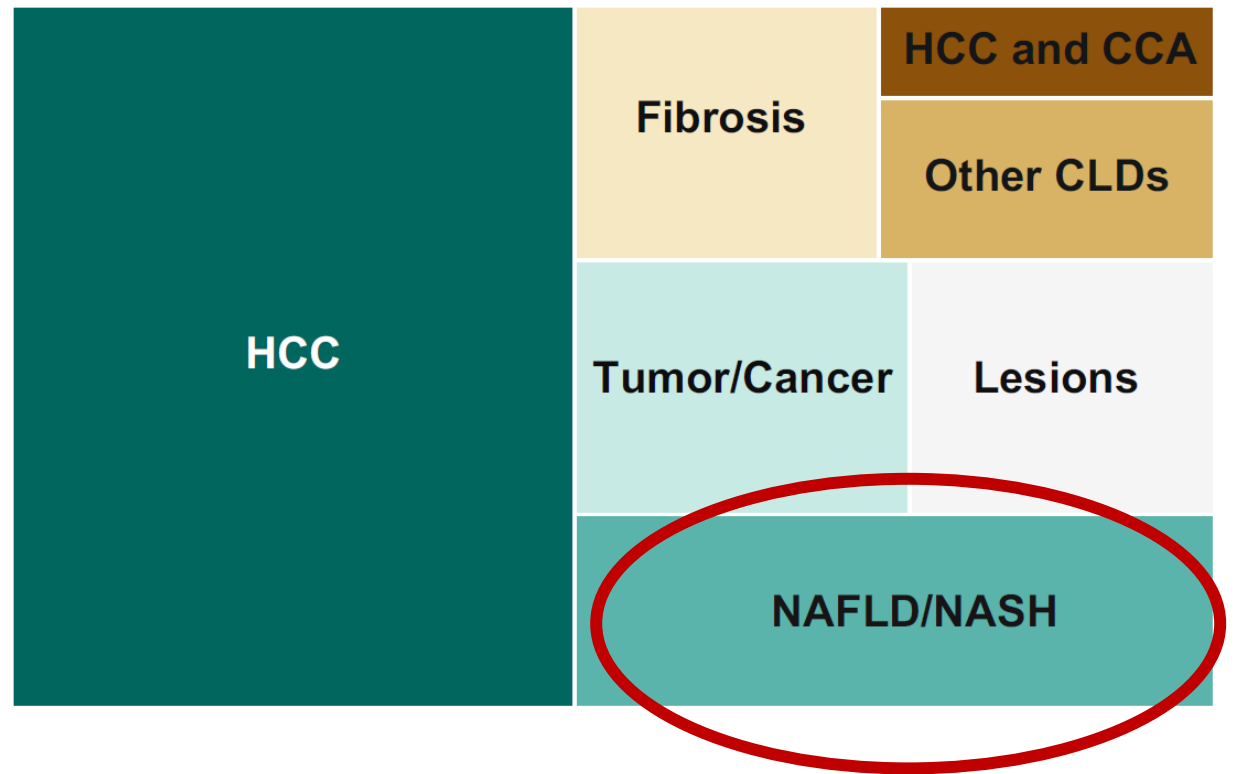 HCC
Fibrosis
HCC and CCA
Other CLDs
Tumor/Cancer
Lesions
NAFLD/NASH